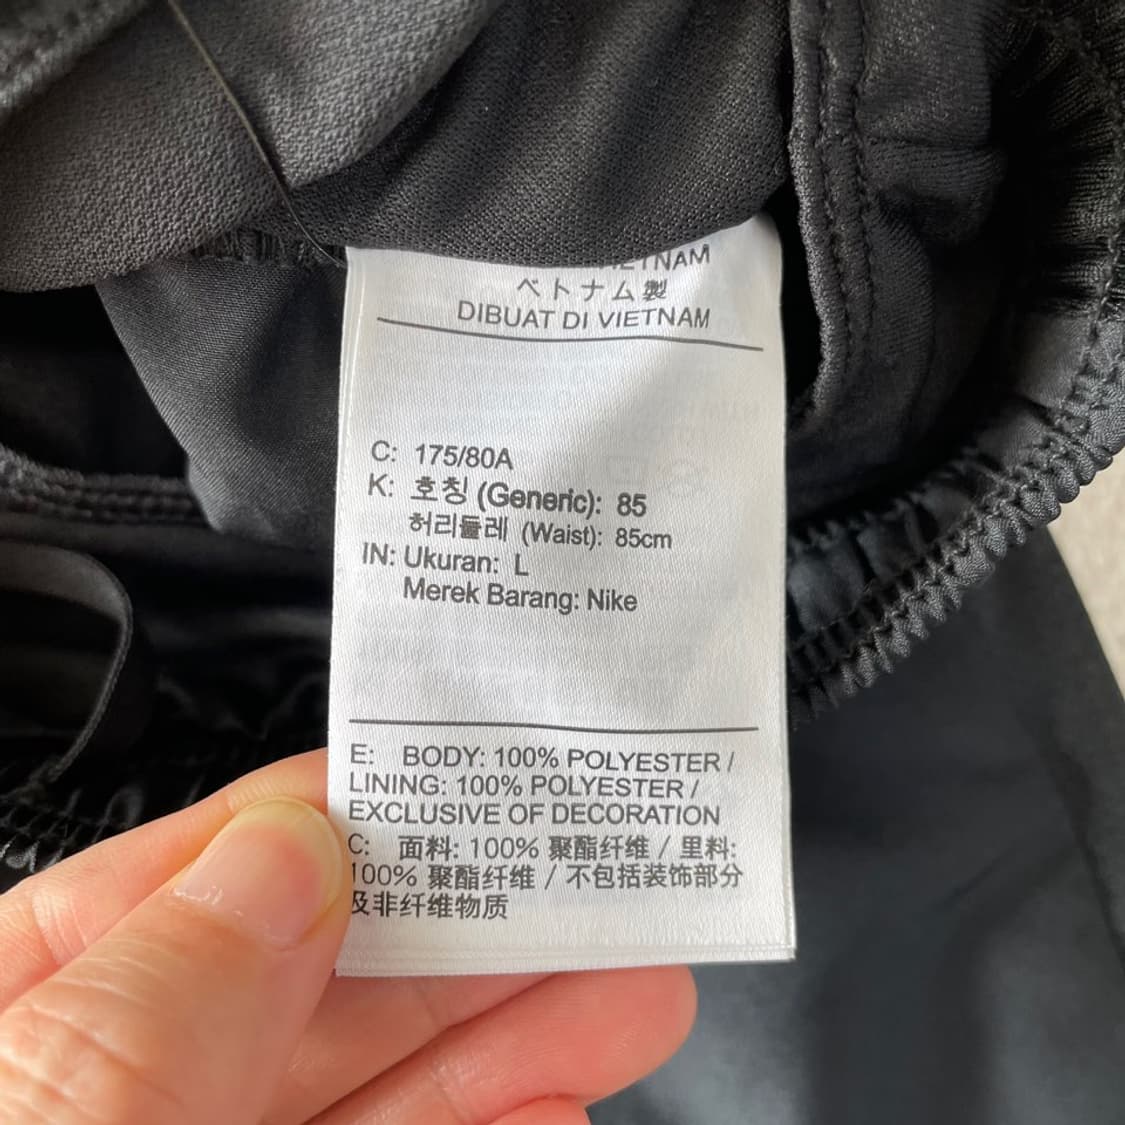 VIETNAM
ベトナム製
DIBUAT DI VIETNAM
C: 175/80A
K: 호칭 (Generic): 85
허리둘레 (Waist): 85cm
IN: Ukuran: L
Merek Barang: Nike
E: BODY: 100% POLYESTER /
LINING: 100% POLYESTER /
EXCLUSIVE OF DECORATION
C: 面料: 100% 聚酯纤维 / 里料:
100% 聚酯纤维 / 不包括装饰部分
及非纤维物质